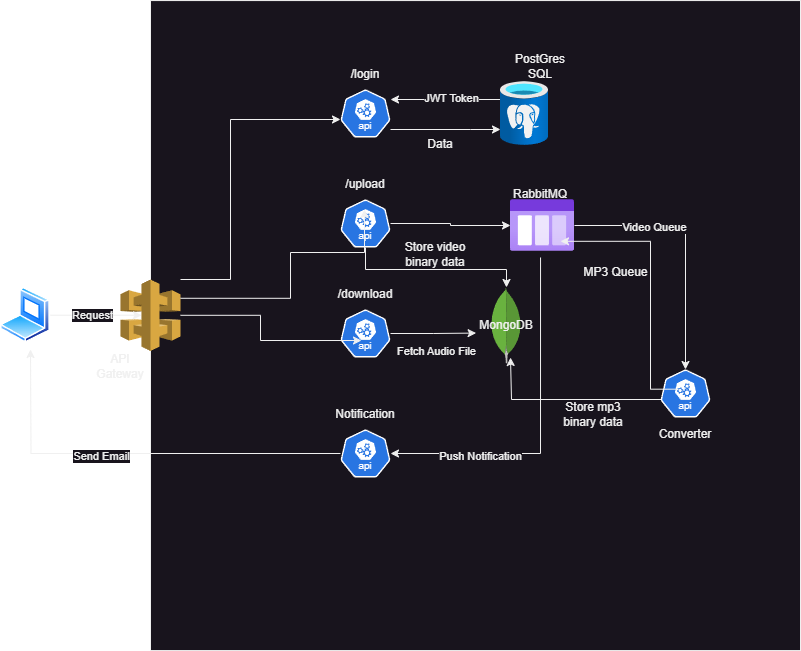 PostGres
SQL
/login
JWT Token
api
Data
/upload
RabbitMQ
api
Video Queue
Store video
binary data
MP3 Queue
/download
Request
MongoDB
api
Fetch Audio File
API
Gateway
api
Store mp3
binary data
Notification
Converter
Send Email
Push Notification
api